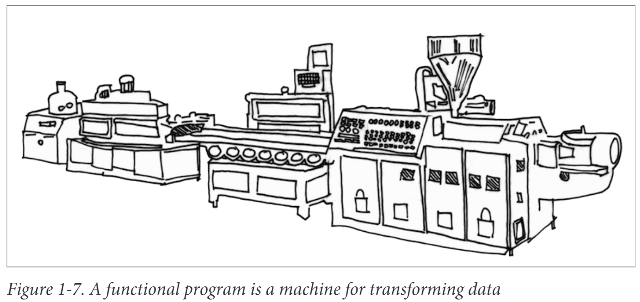 Figure 1-7. A functional program is a machine for transforming data